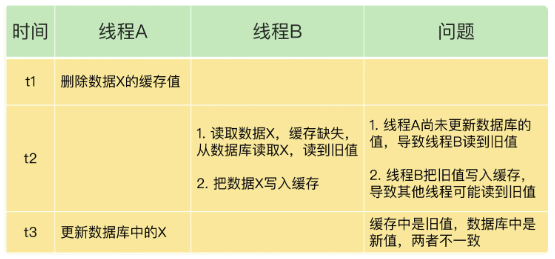 时间 线程A 线程B 问题
t1 删除数据X的缓存值
t2
1. 读取数据X，缓存缺失，
从数据库读取X，读到旧值
2. 把数据X写入缓存
1. 线程A尚未更新数据库的
值，导致线程B读到旧值
2. 线程B把旧值写入缓存，
导致其他线程可能读到旧值
t3 更新数据库中的X
缓存中是旧值，数据库中是
新值，两者不一致